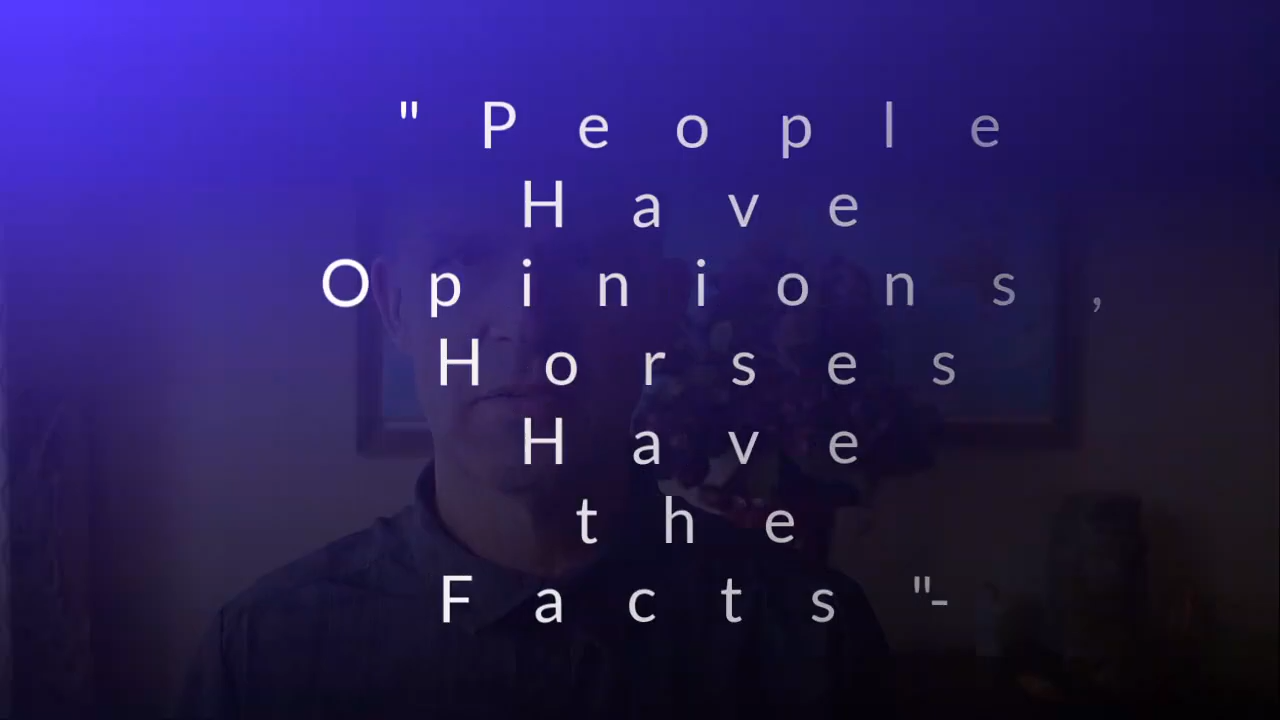 "People
Have
Opinions,
Horses
Have
the
Facts"-